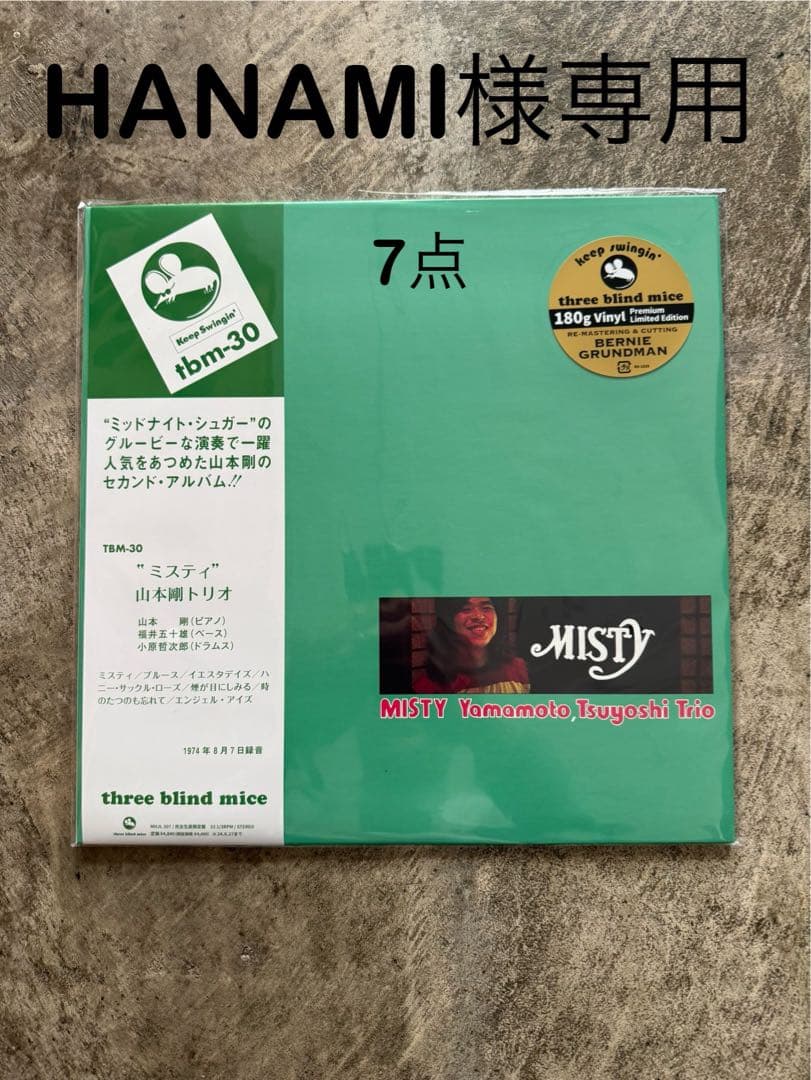 HANAMI様専用
7点
Keep Swingin'
tbm-30
keep swingin'
three blind mice
180g Vinyl Premium Limited Edition
RE-MASTERING & CUTTING
BERNIE
GRUNDMAN
“ミッドナイト・シュガー”の
グルービーな演奏で一躍
人気をあつめた山本剛の
セカンド・アルバム!!
TBM-30
“ミスティ”
山本剛トリオ
山本 剛(ピアノ)
福井五十雄(ベース)
小原哲次郎(ドラムス)
ミスティ/ブルース/イエスタデイズ/ハ
ニー・サックル・ローズ/煙が目にしみる/時
のたつのも忘れて/エンジェル・アイズ
1974年8月7日録音
three blind mice
MISTY
MISTY Yamamoto, Tsuyoshi Trio